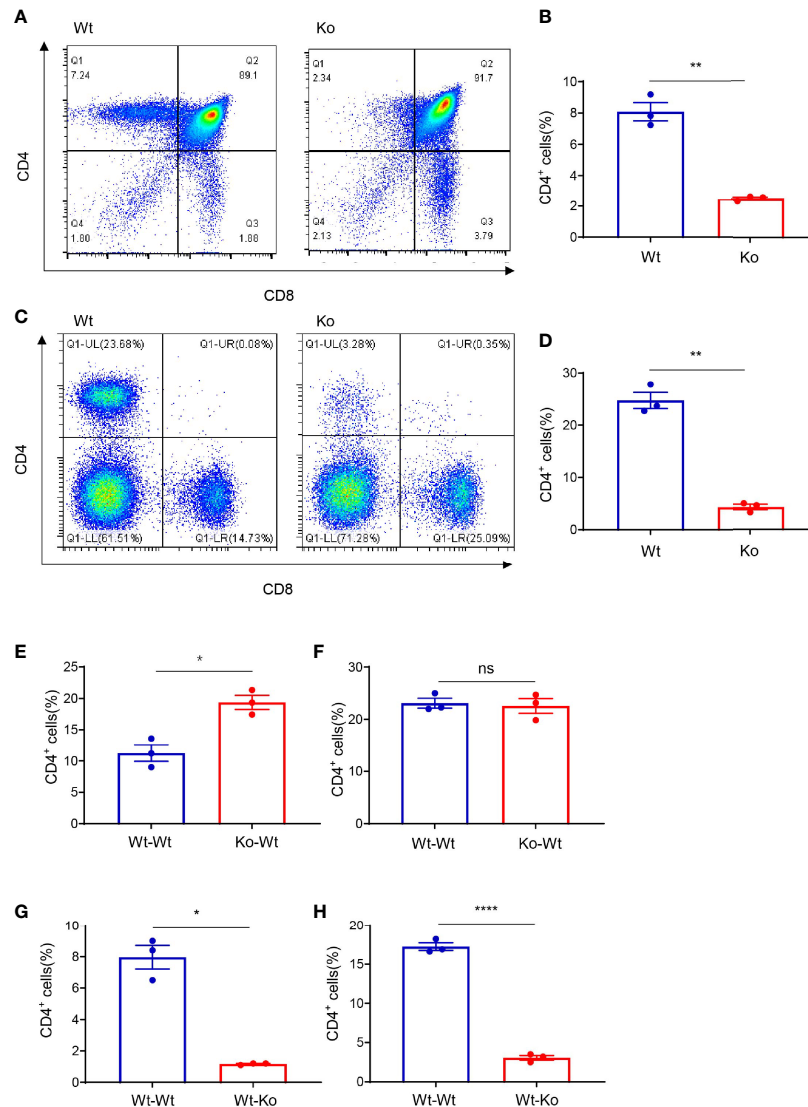 A
Wt
Ko
Q1
7.24
Q2
89.1
Q4
1.80
Q3
1.88
Q1
2.34
Q2
91.7
Q4
2.13
Q3
3.79
CD4
CD8
B
**
CD4+ cells(%)
10
8
6
4
2
0
Wt
Ko
C
Wt
Ko
Q1-UL(23.68%)
Q1-UR(0.08%)
Q1-LL(61.51%)
Q1-LR(14.73%)
Q1-UL(3.28%)
Q1-UR(0.35%)
Q1-LL(71.28%)
Q1-LR(25.09%)
CD4
CD8
D
**
CD4+ cells(%)
30
20
10
0
Wt
Ko
E
*
CD4+ cells(%)
25
20
15
10
5
0
Wt-Wt
Ko-Wt
F
ns
CD4+ cells(%)
30
20
10
0
Wt-Wt
Ko-Wt
G
*
CD4+ cells(%)
8
6
4
2
0
Wt-Wt
Wt-Ko
H
****
CD4+ cells(%)
20
15
10
5
0
Wt-Wt
Wt-Ko